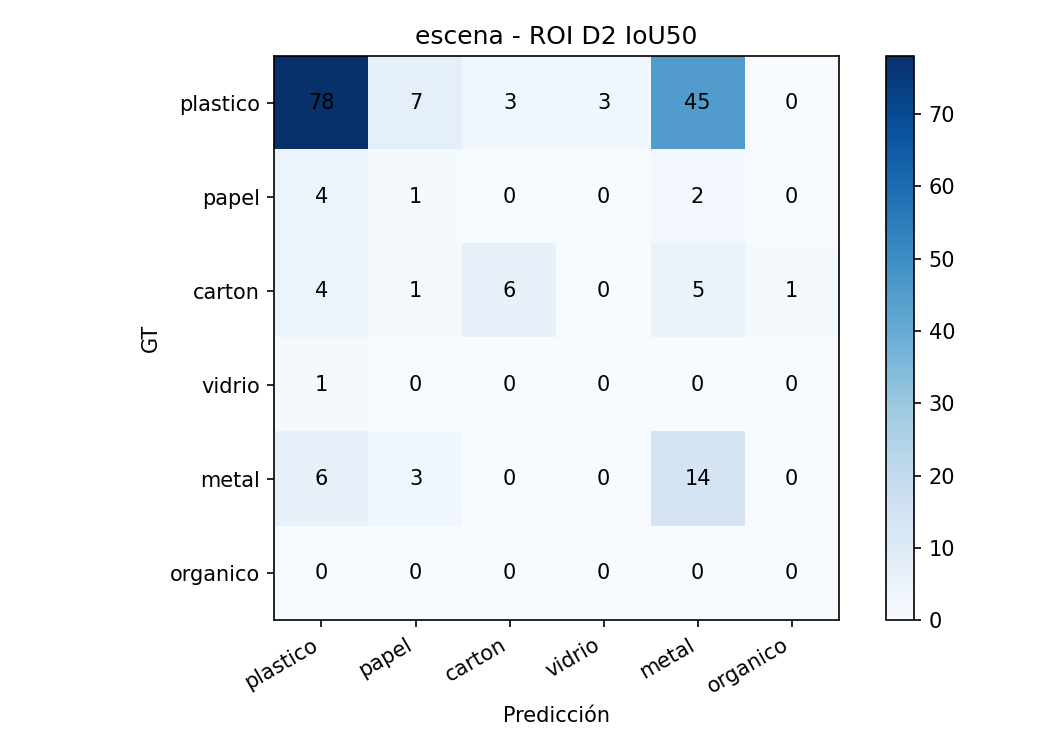 escena - ROI D2 IoU50
plastico 78 7 3 3 45 0
papel 4 1 0 0 2 0
carton 4 1 6 0 5 1
vidrio 1 0 0 0 0 0
metal 6 3 0 0 14 0
organico 0 0 0 0 0 0
GT
plastico papel carton vidrio metal organico
Predicción
70
60
50
40
30
20
10
0